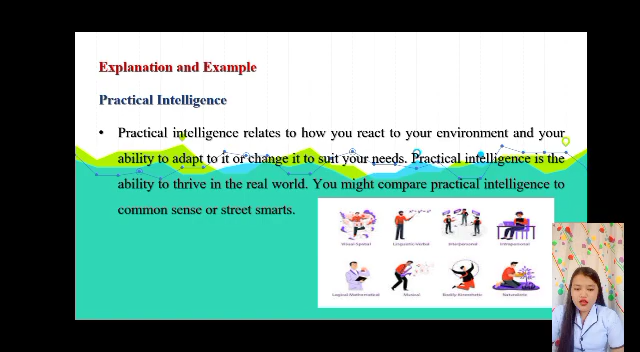 Explanation and Example
Practical Intelligence
• Practical intelligence relates to how you react to your environment and your
ability to adapt to it or change it to suit your needs. Practical intelligence is the
ability to thrive in the real world. You might compare practical intelligence to
common sense or street smarts.
Visual-Spatial Linguistic-Verbal Interpersonal Intrapersonal
Logical-Mathematical Musical Bodily-Kinesthetic Naturalistic